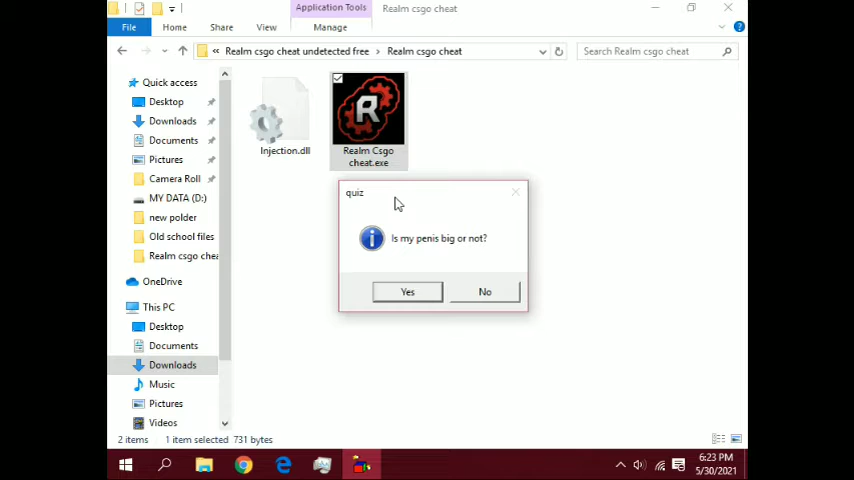 Application Tools
Realm csgo cheat
File
Home
Share
View
Manage
« Realm csgo cheat undetected free › Realm csgo cheat
Search Realm csgo cheat
Quick access
Desktop
Downloads
Documents
Pictures
Camera Roll
MY DATA (D:)
new polder
Old school files
Realm csgo chea
OneDrive
This PC
Desktop
Documents
Downloads
Music
Pictures
Videos
Injection.dll
R
Realm Csgo
cheat.exe
quiz
Is my penis big or not?
Yes
No
2 items
1 item selected 731 bytes
6:23 PM
5/30/2021